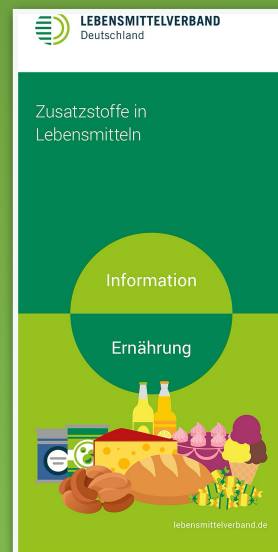 LEBENSMITTELVERBAND
Deutschland
Zusatzstoffe in
Lebensmitteln
Information
Ernährung
lebensmittelverband.de